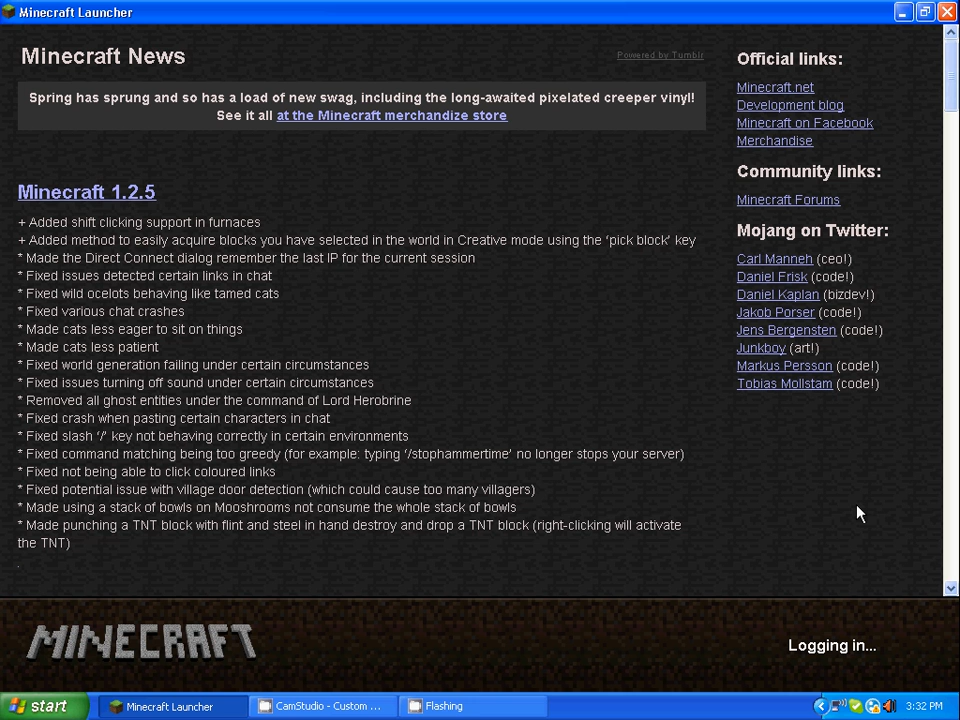 Minecraft Launcher
Minecraft News
Powered by Tumblr
Spring has sprung and so has a load of new swag, including the long-awaited pixelated creeper vinyl!
See it all at the Minecraft merchandize store
Minecraft 1.2.5
+ Added shift clicking support in furnaces
+ Added method to easily acquire blocks you have selected in the world in Creative mode using the ‘pick block’ key
* Made the Direct Connect dialog remember the last IP for the current session
* Fixed issues detected certain links in chat
* Fixed wild ocelots behaving like tamed cats
* Fixed various chat crashes
* Made cats less eager to sit on things
* Made cats less patient
* Fixed world generation failing under certain circumstances
* Fixed issues turning off sound under certain circumstances
* Removed all ghost entities under the command of Lord Herobrine
* Fixed crash when pasting certain characters in chat
* Fixed slash ‘/’ key not behaving correctly in certain environments
* Fixed command matching being too greedy (for example: typing ‘/stophammertime’ no longer stops your server)
* Fixed not being able to click coloured links
* Fixed potential issue with village door detection (which could cause too many villagers)
* Made using a stack of bowls on Mooshrooms not consume the whole stack of bowls
* Made punching a TNT block with flint and steel in hand destroy and drop a TNT block (right-clicking will activate
the TNT)
Official links:
Minecraft.net
Development blog
Minecraft on Facebook
Merchandise
Community links:
Minecraft Forums
Mojang on Twitter:
Carl Manneh (ceo!)
Daniel Frisk (code!)
Daniel Kaplan (bizdev!)
Jakob Porser (code!)
Jens Bergensten (code!)
Junkboy (art!)
Markus Persson (code!)
Tobias Mollstam (code!)
MINECRAFT
Logging in...
start
Minecraft Launcher
CamStudio - Custom ...
Flashing
3:32 PM